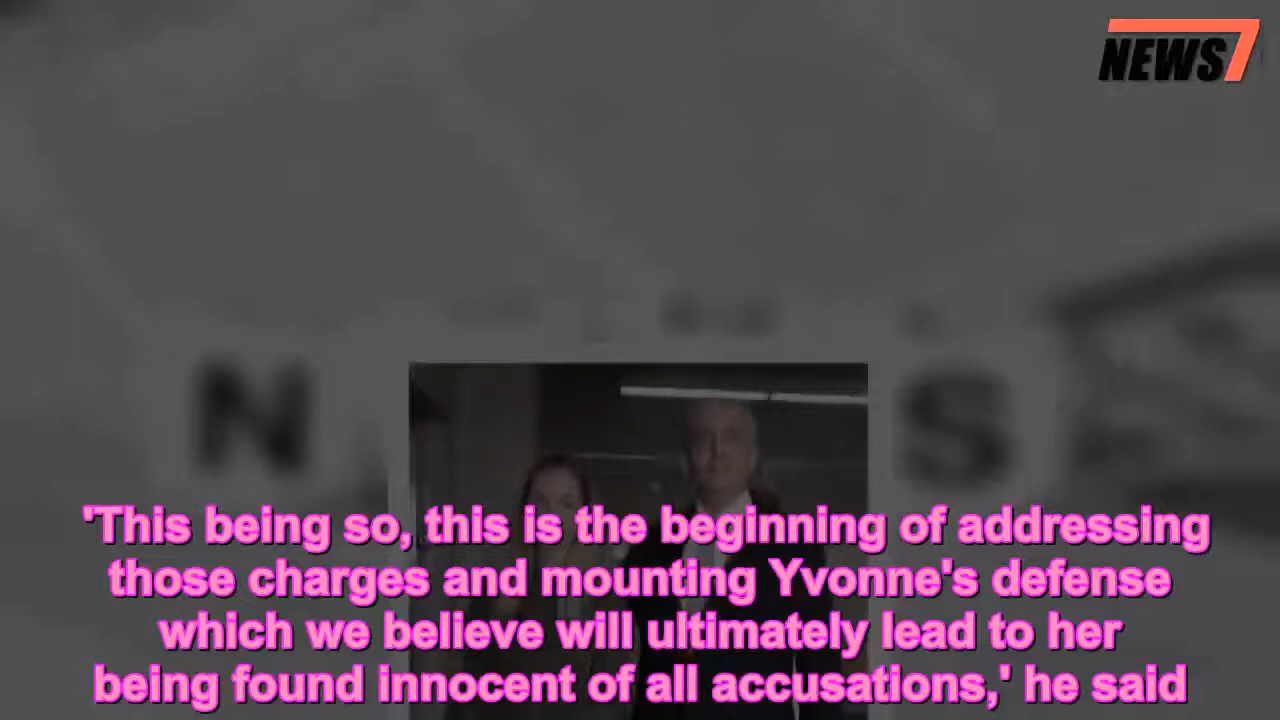 NEWS7
N
S
'This being so, this is the beginning of addressing
those charges and mounting Yvonne's defense
which we believe will ultimately lead to her
being found innocent of all accusations,' he said